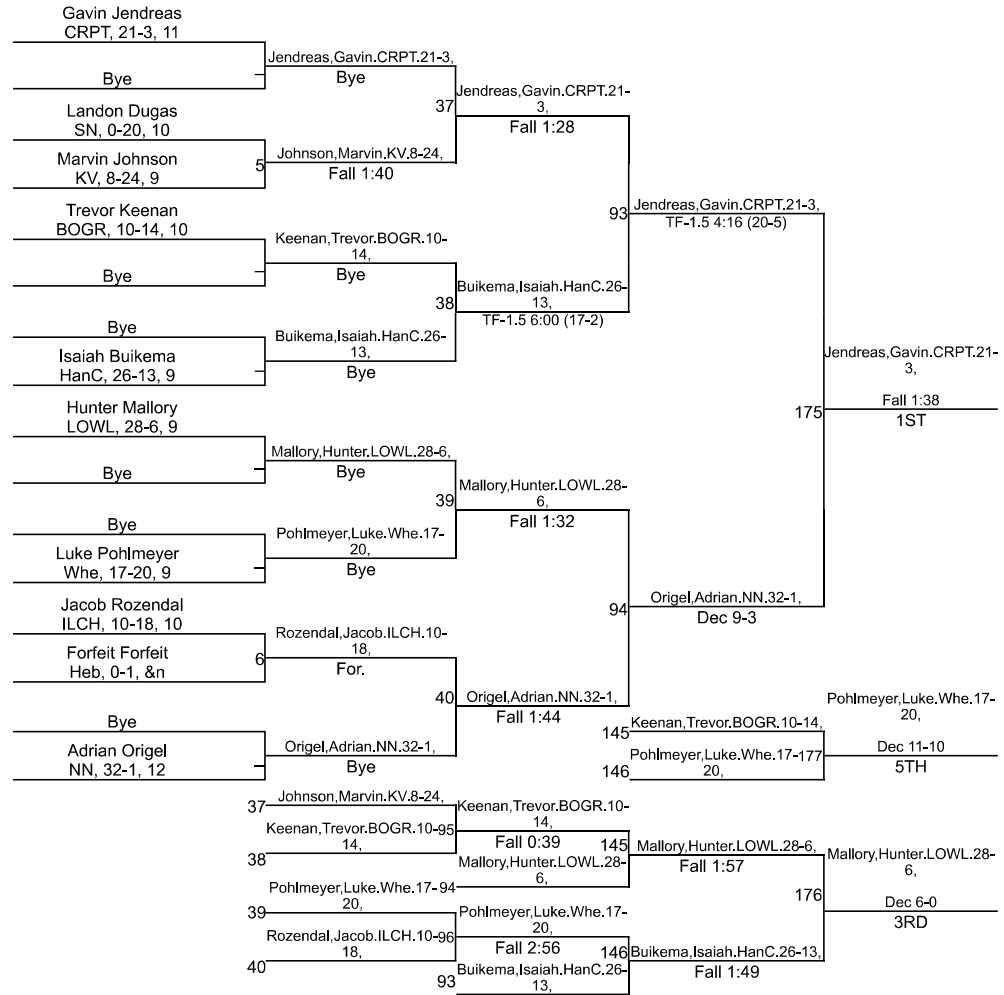 Gavin Jendreas
CRPT, 21-3, 11
Bye
Landon Dugas
SN, 0-20, 10
Marvin Johnson
KV, 8-24, 9
5
Trevor Keenan
BOGR, 10-14, 10
Bye
Bye
Isaiah Buikema
HanC, 26-13, 9
Hunter Mallory
LOWL, 28-6, 9
Bye
Bye
Luke Pohlmeyer
Whe, 17-20, 9
Jacob Rozendal
ILCH, 10-18, 10
Forfeit Forfeit
Heb, 0-1, &n
6
Bye
Adrian Origel
NN, 32-1, 12
Jendreas,Gavin.CRPT.21-3,
Bye
37
Johnson,Marvin.KV.8-24,
Fall 1:40
Keenan,Trevor.BOGR.10-
14,
Bye
38
Buikema,Isaiah.HanC.26-
13,
Bye
Mallory,Hunter.LOWL.28-6,
Bye
39
Pohlmeyer,Luke.Whe.17-
20,
Bye
Rozendal,Jacob.ILCH.10-
18,
For.
40
Origel,Adrian.NN.32-1,
Bye
Jendreas,Gavin.CRPT.21-
3,
Fall 1:28
93
Buikema,Isaiah.HanC.26-
13,
TF-1.5 6:00 (17-2)
Mallory,Hunter.LOWL.28-
6,
Fall 1:32
94
Origel,Adrian.NN.32-1,
Fall 1:44
Jendreas,Gavin.CRPT.21-3,
TF-1.5 4:16 (20-5)
175
Origel,Adrian.NN.32-1,
Dec 9-3
Jendreas,Gavin.CRPT.21-
3,
Fall 1:38
1ST
145
Keenan,Trevor.BOGR.10-14,
146
Pohlmeyer,Luke.Whe.17-
20,
177
Pohlmeyer,Luke.Whe.17-
20,
Dec 11-10
5TH
37
Johnson,Marvin.KV.8-24,
38
Keenan,Trevor.BOGR.10-
14,
95
Keenan,Trevor.BOGR.10-
14,
Fall 0:39
145
94
Mallory,Hunter.LOWL.28-
6,
39
Pohlmeyer,Luke.Whe.17-
20,
40
Rozendal,Jacob.ILCH.10-
18,
96
Pohlmeyer,Luke.Whe.17-
20,
Fall 2:56
146
93
Buikema,Isaiah.HanC.26-
13,
Mallory,Hunter.LOWL.28-6,
Fall 1:57
176
Buikema,Isaiah.HanC.26-13,
Fall 1:49
Mallory,Hunter.LOWL.28-
6,
Dec 6-0
3RD